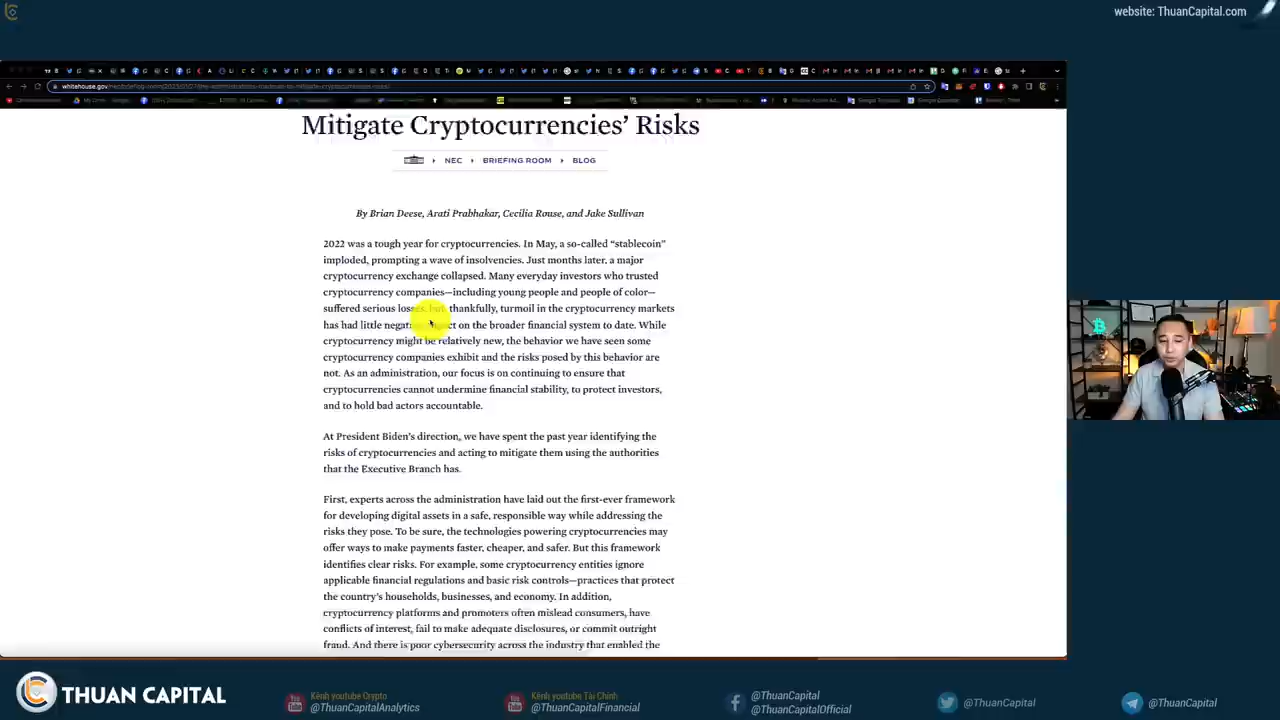 website: ThuanCapital.com
whitehouse.gov
Mitigate Cryptocurrencies’ Risks
NEC
BRIEFING ROOM
BLOG
By Brian Deese, Arati Prabhakar, Cecilia Rouse, and Jake Sullivan
2022 was a tough year for cryptocurrencies. In May, a so-called “stablecoin”
imploded, prompting a wave of insolvencies. Just months later, a major
cryptocurrency exchange collapsed. Many everyday investors who trusted
cryptocurrency companies—including young people and people of color—
suffered serious losses, but, thankfully, turmoil in the cryptocurrency markets
has had little negative impact on the broader financial system to date. While
cryptocurrency might be relatively new, the behavior we have seen some
cryptocurrency companies exhibit and the risks posed by this behavior are
not. As an administration, our focus is on continuing to ensure that
cryptocurrencies cannot undermine financial stability, to protect investors,
and to hold bad actors accountable.
At President Biden’s direction, we have spent the past year identifying the
risks of cryptocurrencies and acting to mitigate them using the authorities
that the Executive Branch has.
First, experts across the administration have laid out the first-ever framework
for developing digital assets in a safe, responsible way while addressing the
risks they pose. To be sure, the technologies powering cryptocurrencies may
offer ways to make payments faster, cheaper, and safer. But this framework
identifies clear risks. For example, some cryptocurrency entities ignore
applicable financial regulations and basic risk controls—practices that protect
the country’s households, businesses, and economy. In addition,
cryptocurrency platforms and promoters often mislead consumers, have
conflicts of interest, fail to make adequate disclosures, or commit outright
fraud. And there is poor cybersecurity across the industry that enabled the
THUAN CAPITAL
Kênh youtube Crypto
@ThuanCapitalAnalytics
Kênh youtube Tài Chính
@ThuanCapitalFinancial
@ThuanCapital
@ThuanCapitalOfficial
@ThuanCapital
@ThuanCapital